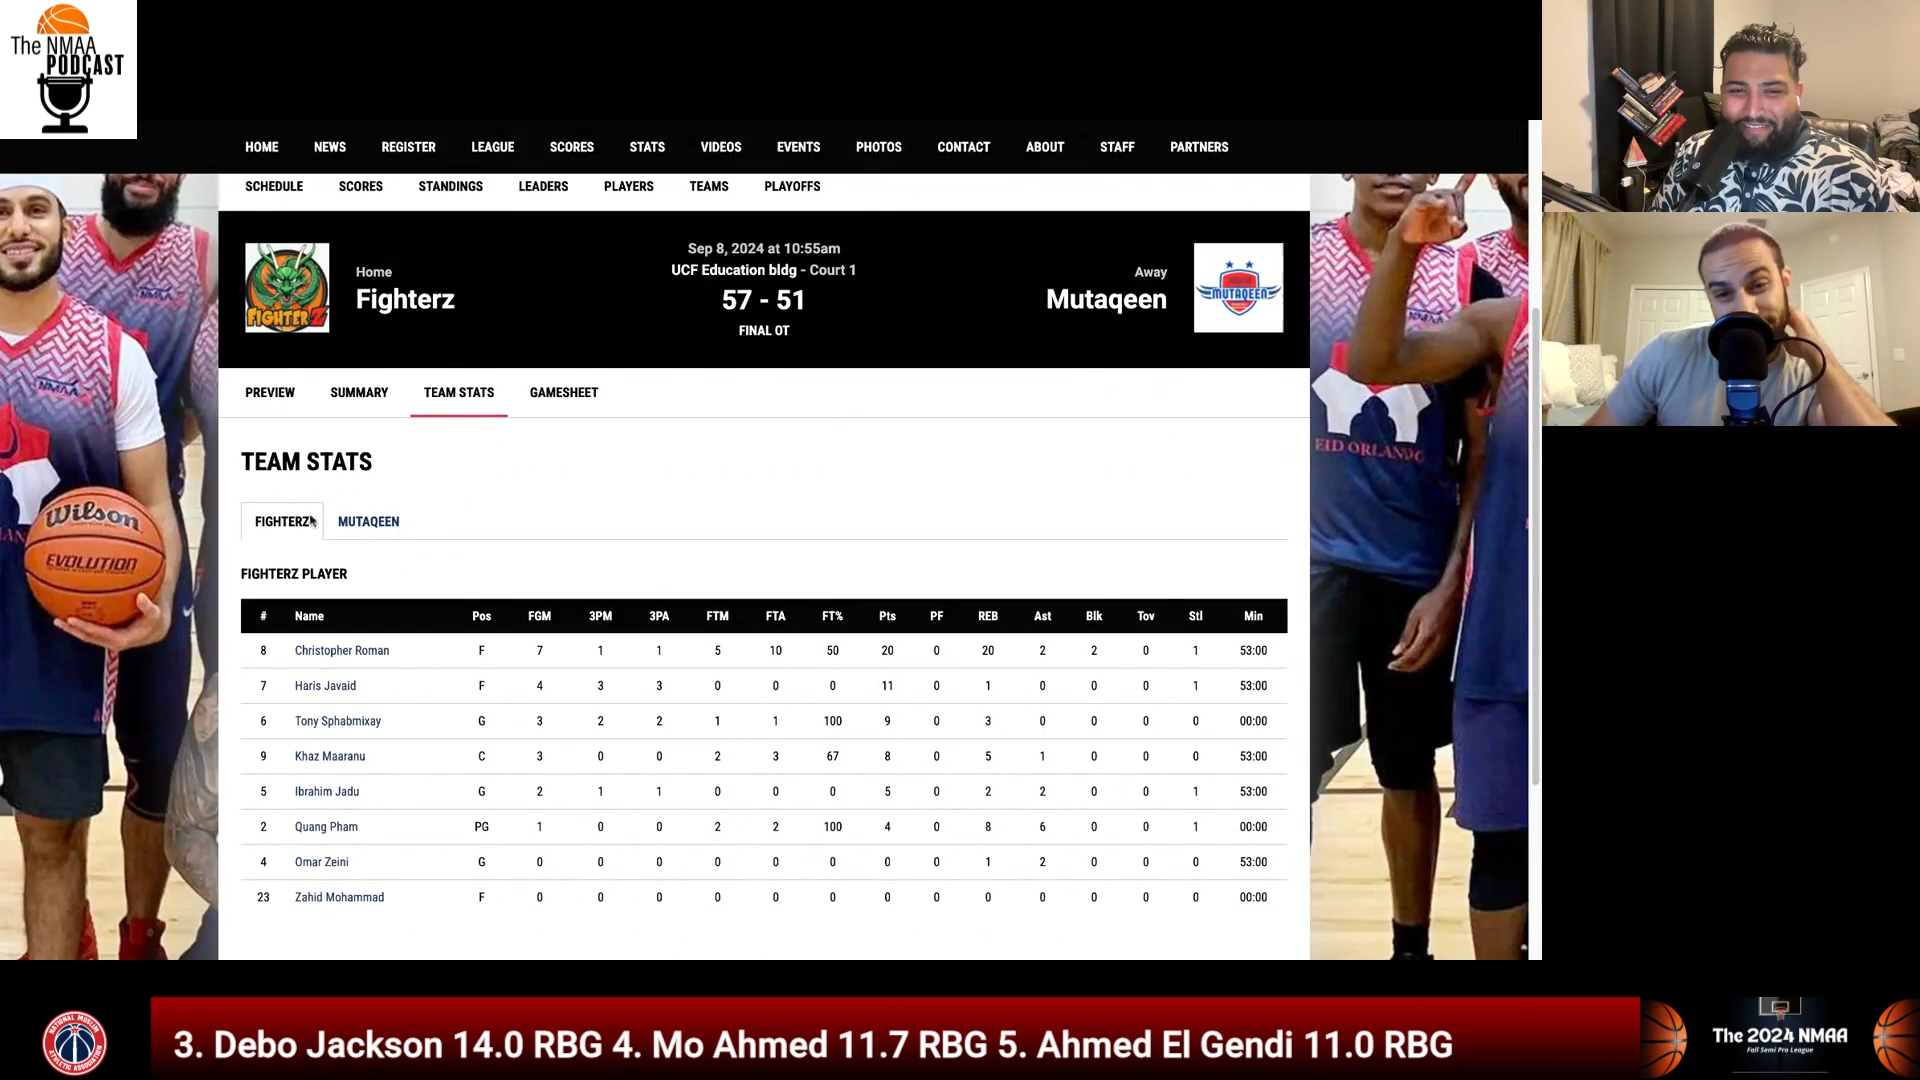 The NMAA
PODCAST
HOME NEWS REGISTER LEAGUE SCORES STATS VIDEOS EVENTS PHOTOS CONTACT ABOUT STAFF PARTNERS
SCHEDULE SCORES STANDINGS LEADERS PLAYERS TEAMS PLAYOFFS
FIGHTERZ
Home
Fighterz
Sep 8, 2024 at 10:55am
UCF Education bldg - Court 1
57 - 51
FINAL OT
Away
Mutaqeen
MUTAQEEN
PREVIEW SUMMARY TEAM STATS GAMESHEET
TEAM STATS
FIGHTERZ MUTAQEEN
FIGHTERZ PLAYER
# Name Pos FGM 3PM 3PA FTM FTA FT% Pts PF REB Ast Blk Tov Stl Min
8 Christopher Roman F 7 1 1 5 10 50 20 0 20 2 2 0 1 53:00
7 Haris Javaid F 4 3 3 0 0 0 11 0 1 0 0 0 1 53:00
6 Tony Sphabmixay G 3 2 2 1 1 100 9 0 3 0 0 0 0 00:00
9 Khaz Maaranu C 3 0 0 2 3 67 8 0 5 1 0 0 0 53:00
5 Ibrahim Jadu G 2 1 1 0 0 0 5 0 2 2 0 0 1 53:00
2 Quang Pham PG 1 0 0 2 2 100 4 0 8 6 0 0 1 00:00
4 Omar Zeini G 0 0 0 0 0 0 0 0 1 2 0 0 0 53:00
23 Zahid Mohammad F 0 0 0 0 0 0 0 0 0 0 0 0 0 00:00
NMAA
Wilson
EVOLUTION
NMAA
EID ORLANDO
NATIONAL MUSLIM
ATHLETIC ASSOCIATION
3. Debo Jackson 14.0 RBG 4. Mo Ahmed 11.7 RBG 5. Ahmed El Gendi 11.0 RBG
The 2024 NMAA
Fall Semi Pro League